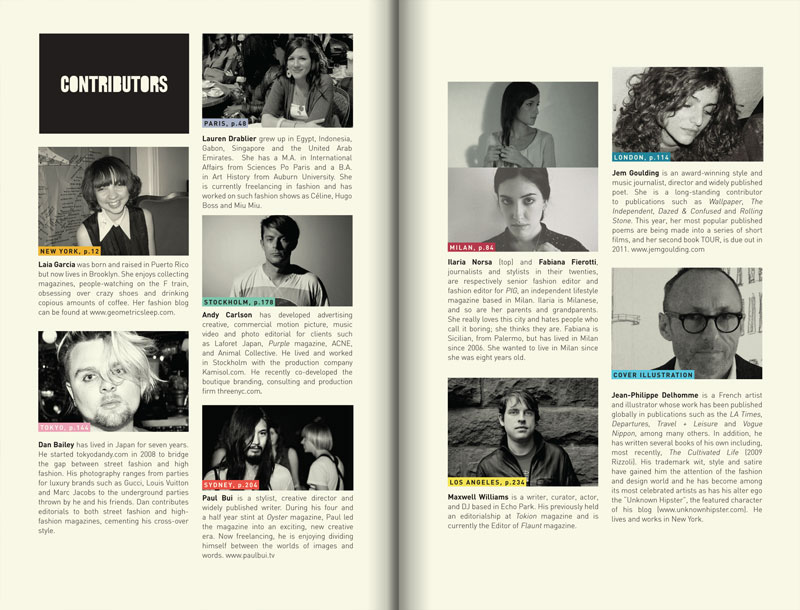 CONTRIBUTORS
NEW YORK, p.12
Laia Garcia was born and raised in Puerto Rico
but now lives in Brooklyn. She enjoys collecting
magazines, people-watching on the F train,
obsessing over crazy shoes and drinking
copious amounts of coffee. Her fashion blog
can be found at www.geometricsleep.com.
TOKYO, p.144
Dan Bailey has lived in Japan for seven years.
He started tokyodandy.com in 2008 to bridge
the gap between street fashion and high
fashion. His photography ranges from parties
for luxury brands such as Gucci, Louis Vuitton
and Marc Jacobs to the underground parties
thrown by he and his friends. Dan contributes
editorials to both street fashion and high-
fashion magazines, cementing his cross-over
style.
PARIS, p.48
Lauren Drablier grew up in Egypt, Indonesia,
Gabon, Singapore and the United Arab
Emirates. She has a M.A. in International
Affairs from Sciences Po Paris and a B.A.
in Art History from Auburn University. She
is currently freelancing in fashion and has
worked on such fashion shows as Céline, Hugo
Boss and Miu Miu.
STOCKHOLM, p.178
Andy Carlson has developed advertising
creative, commercial motion picture, music
video and photo editorial for clients such
as Laforet Japan, Purple magazine, ACNE,
and Animal Collective. He lived and worked
in Stockholm with the production company
Kamisol.com. He recently co-developed the
boutique branding, consulting and production
firm threenyc.com.
SYDNEY, p.204
Paul Bui is a stylist, creative director and
widely published writer. During his four and
a half year stint at Oyster magazine, Paul led
the magazine into an exciting, new creative
era. Now freelancing, he is enjoying dividing
himself between the worlds of images and
words. www.paulbui.tv
MILAN, p.84
Ilaria Norsa (top) and Fabiana Fierotti,
journalists and stylists in their twenties,
are respectively senior fashion editor and
fashion editor for PIG, an independent lifestyle
magazine based in Milan. Ilaria is Milanese,
and so are her parents and grandparents.
She really loves this city and hates people who
call it boring; she thinks they are. Fabiana is
Sicilian, from Palermo, but has lived in Milan
since 2006. She wanted to live in Milan since
she was eight years old.
LOS ANGELES, p.234
Maxwell Williams is a writer, curator, actor,
and DJ based in Echo Park. His previously held
an editorialship at Tokion magazine and is
currently the Editor of Flaunt magazine.
LONDON, p.114
Jem Goulding is an award-winning style and
music journalist, director and widely published
poet. She is a long-standing contributor
to publications such as Wallpaper, The
Independent, Dazed & Confused and Rolling
Stone. This year, her most popular published
poems are being made into a series of short
films, and her second book TOUR, is due out in
2011. www.jemgoulding.com
COVER ILLUSTRATION
Jean-Philippe Delhomme is a French artist
and illustrator whose work has been published
globally in publications such as the LA Times,
Departures, Travel + Leisure and Vogue
Nippon, among many others. In addition, he
has written several books of his own including,
most recently, The Cultivated Life (2009
Rizzoli). His trademark wit, style and satire
have gained him the attention of the fashion
and design world and he has become among
its most celebrated artists as has his alter ego
the "Unknown Hipster", the featured character
of his blog (www.unknownhipster.com). He
lives and works in New York.